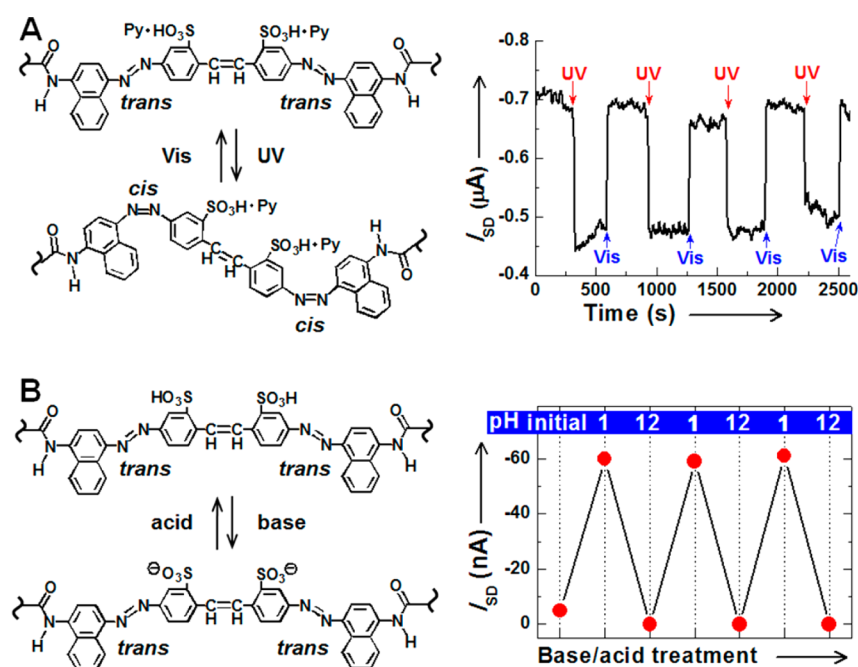 A
Py·HO3S
SO3H·Py
O
N
H
N=N
trans
H
H
trans
N=N
N
H
O
Vis
UV
cis
N=N
SO3H·Py
O
N
H
H
H
SO3H·Py
H
N
O
N=N
cis
-0.8
-0.7
-0.6
-0.5
-0.4
ISD (µA)
UV
UV
UV
UV
Vis
Vis
Vis
Vis
0
500
1000
1500
2000
2500
Time (s)
B
HO3S
SO3H
O
N
H
N=N
trans
C=C
H
H
trans
N=N
N
H
O
acid
base
⊖O3S
SO3⊖
O
N
H
N=N
trans
C=C
H
H
trans
N=N
N
H
O
pH initial 1 12 1 12 1 12
-60
-40
-20
0
ISD (nA)
Base/acid treatment